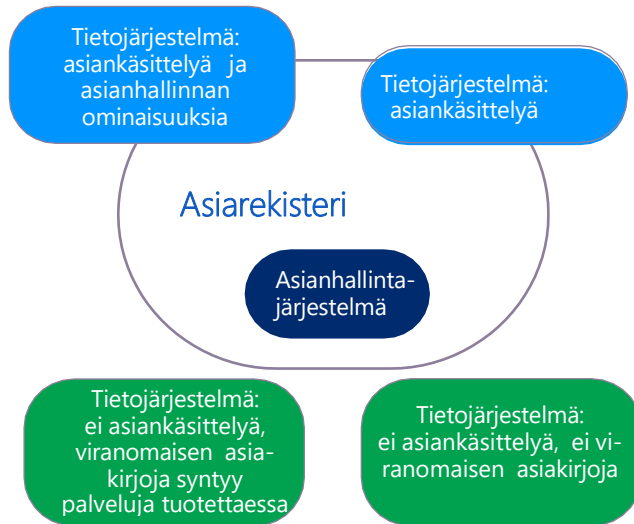 Tietojärjestelmä:
asiankäsittelyä ja
asianhallinnan
ominaisuuksia
Tietojärjestelmä:
asiankäsittelyä
Asiarekisteri
Asianhallinta-
järjestelmä
Tietojärjestelmä:
ei asiankäsittelyä,
viranomaisen asia-
kirjoja syntyy
palveluja tuotettaessa
Tietojärjestelmä:
ei asiankäsittelyä, ei vi-
ranomaisen asiakirjoja